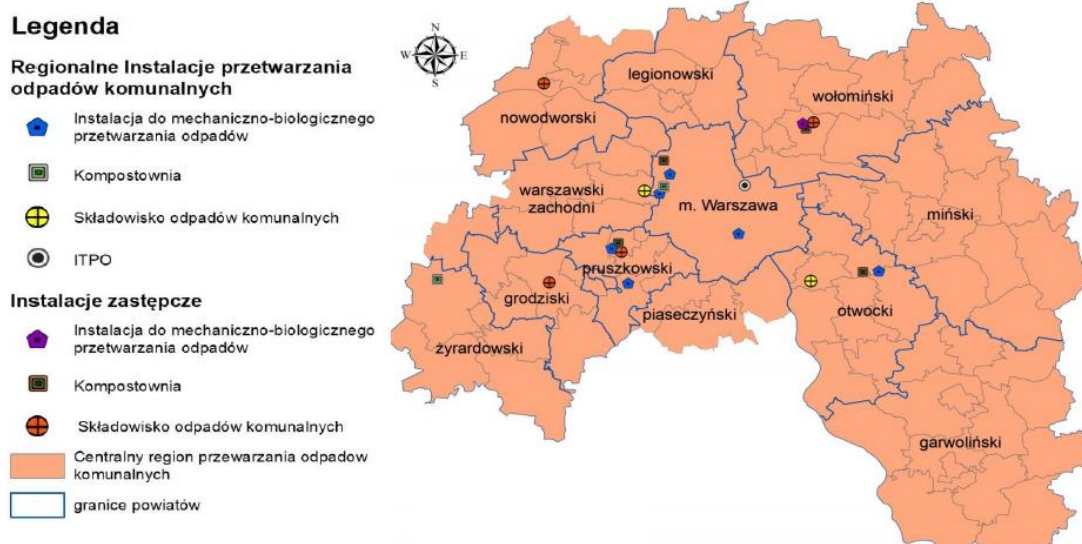 Legenda
Regionalne Instalacje przetwarzania
odpadów komunalnych
Instalacja do mechaniczno-biologicznego
przetwarzania odpadów
Kompostownia
Składowisko odpadów komunalnych
ITPO
Instalacje zastępcze
Instalacja do mechaniczno-biologicznego
przetwarzania odpadów
Kompostownia
Składowisko odpadów komunalnych
Centralny region przewarzania odpadow
komunalnych
granice powiatów
N
W
E
S
legionowski
wołomiński
nowodworski
warszawski
zachodni
m. Warszawa
miński
pruszkowski
grodziski
piaseczyński
otwocki
żyrardowski
garwoliński